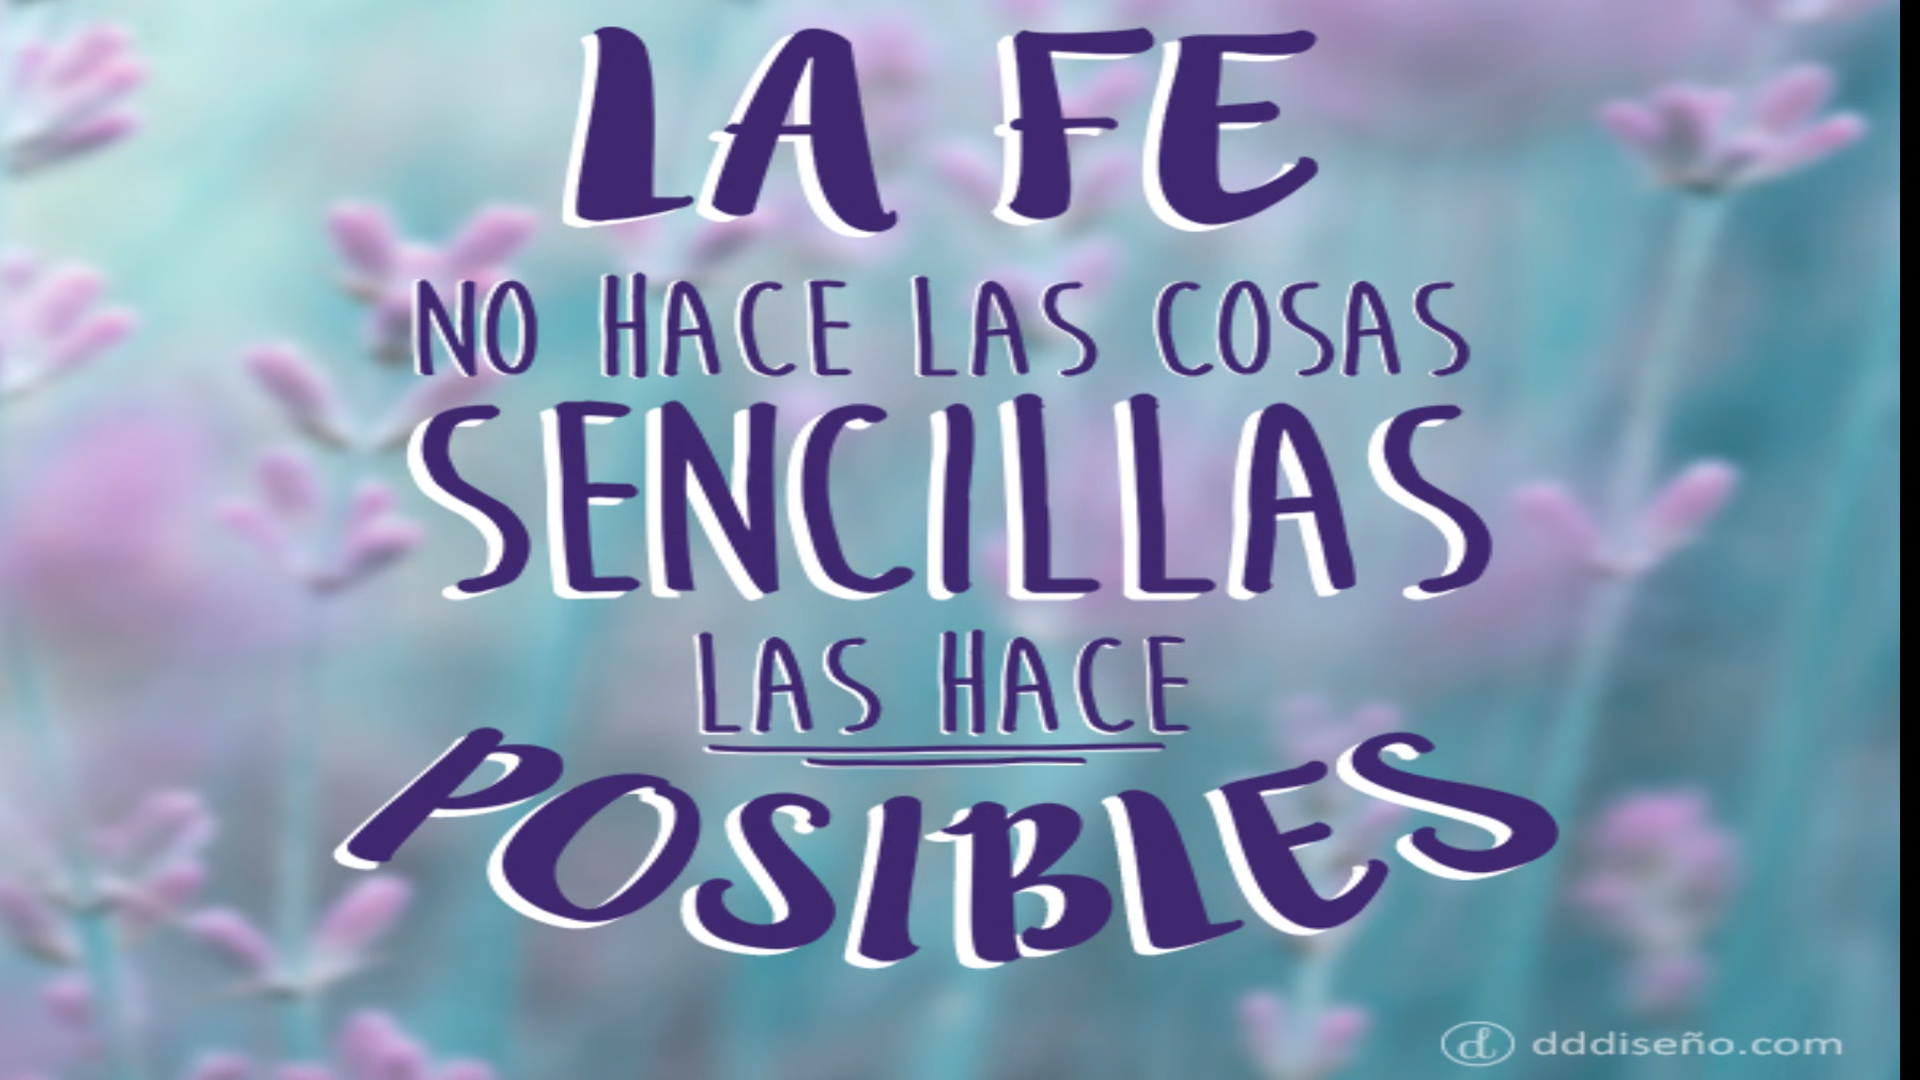 LA FE
NO HACE LAS COSAS
SENCILLAS
LAS HACE
POSIBLES
d dddiseño.com